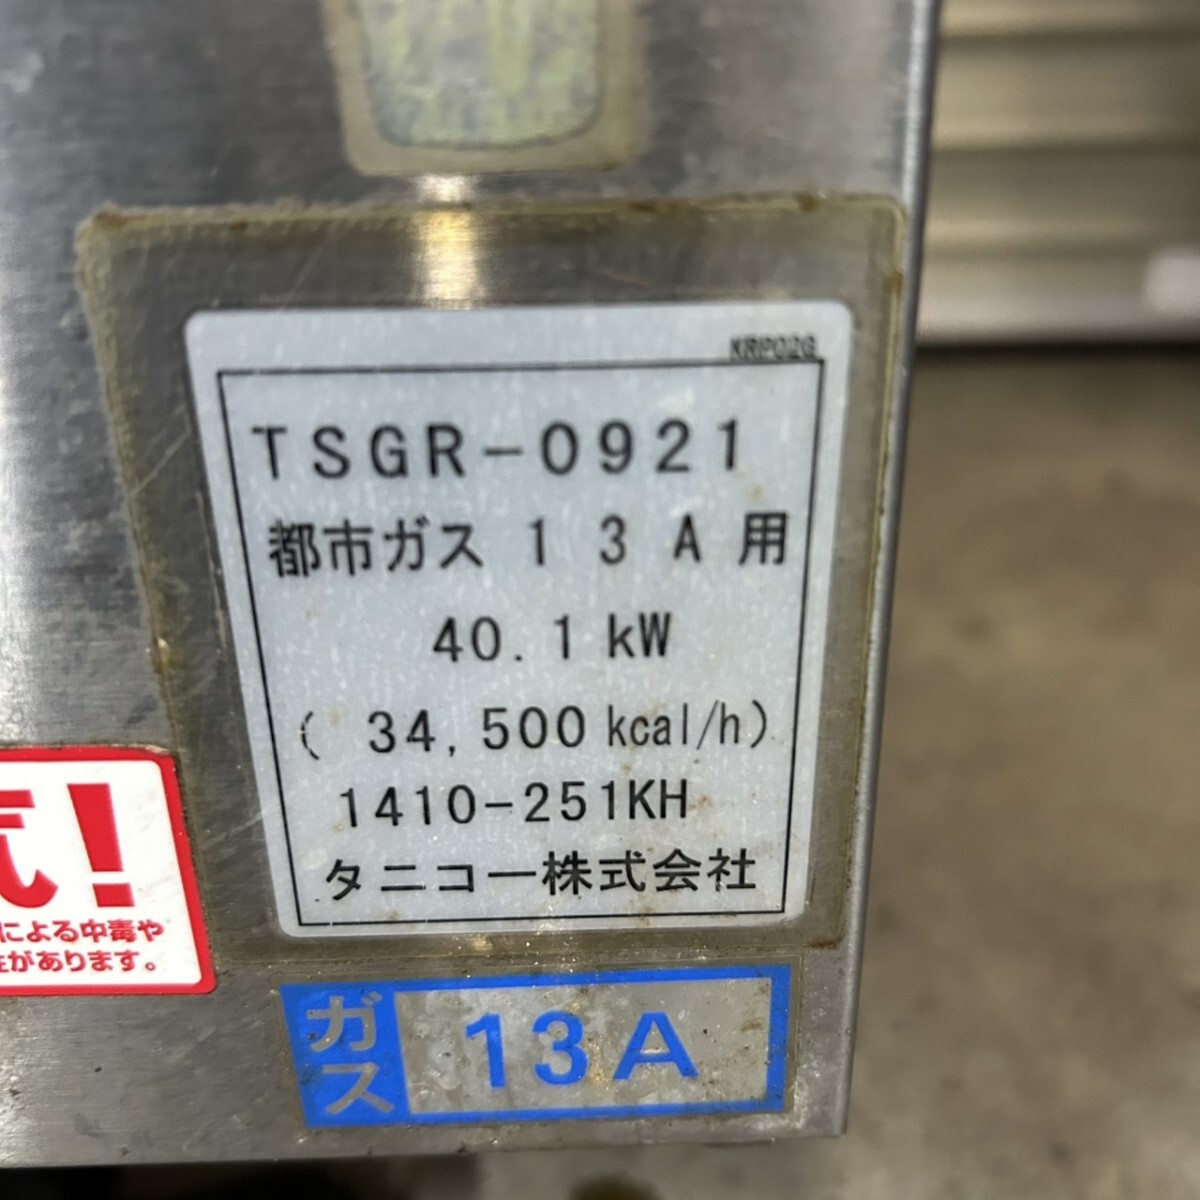 KRP02G
TSGR-0921
都市ガス 13A用
40.1kW
( 34,500kcal/h)
1410-251KH
タニコー株式会社
気!
による中毒や
があります。
ガス 13A